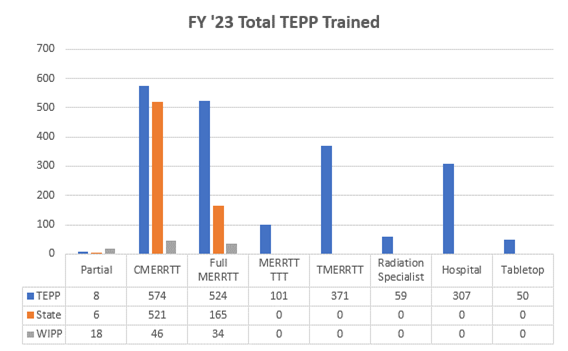 FY '23 Total TEPP Trained
700
600
500
400
300
200
100
0
Partial CMERRTT Full MERRTT MERRTT TTT TMERRTT Radiation Specialist Hospital Tabletop
TEPP 8 574 524 101 371 59 307 50
State 6 521 165 0 0 0 0 0
WIPP 18 46 34 0 0 0 0 0